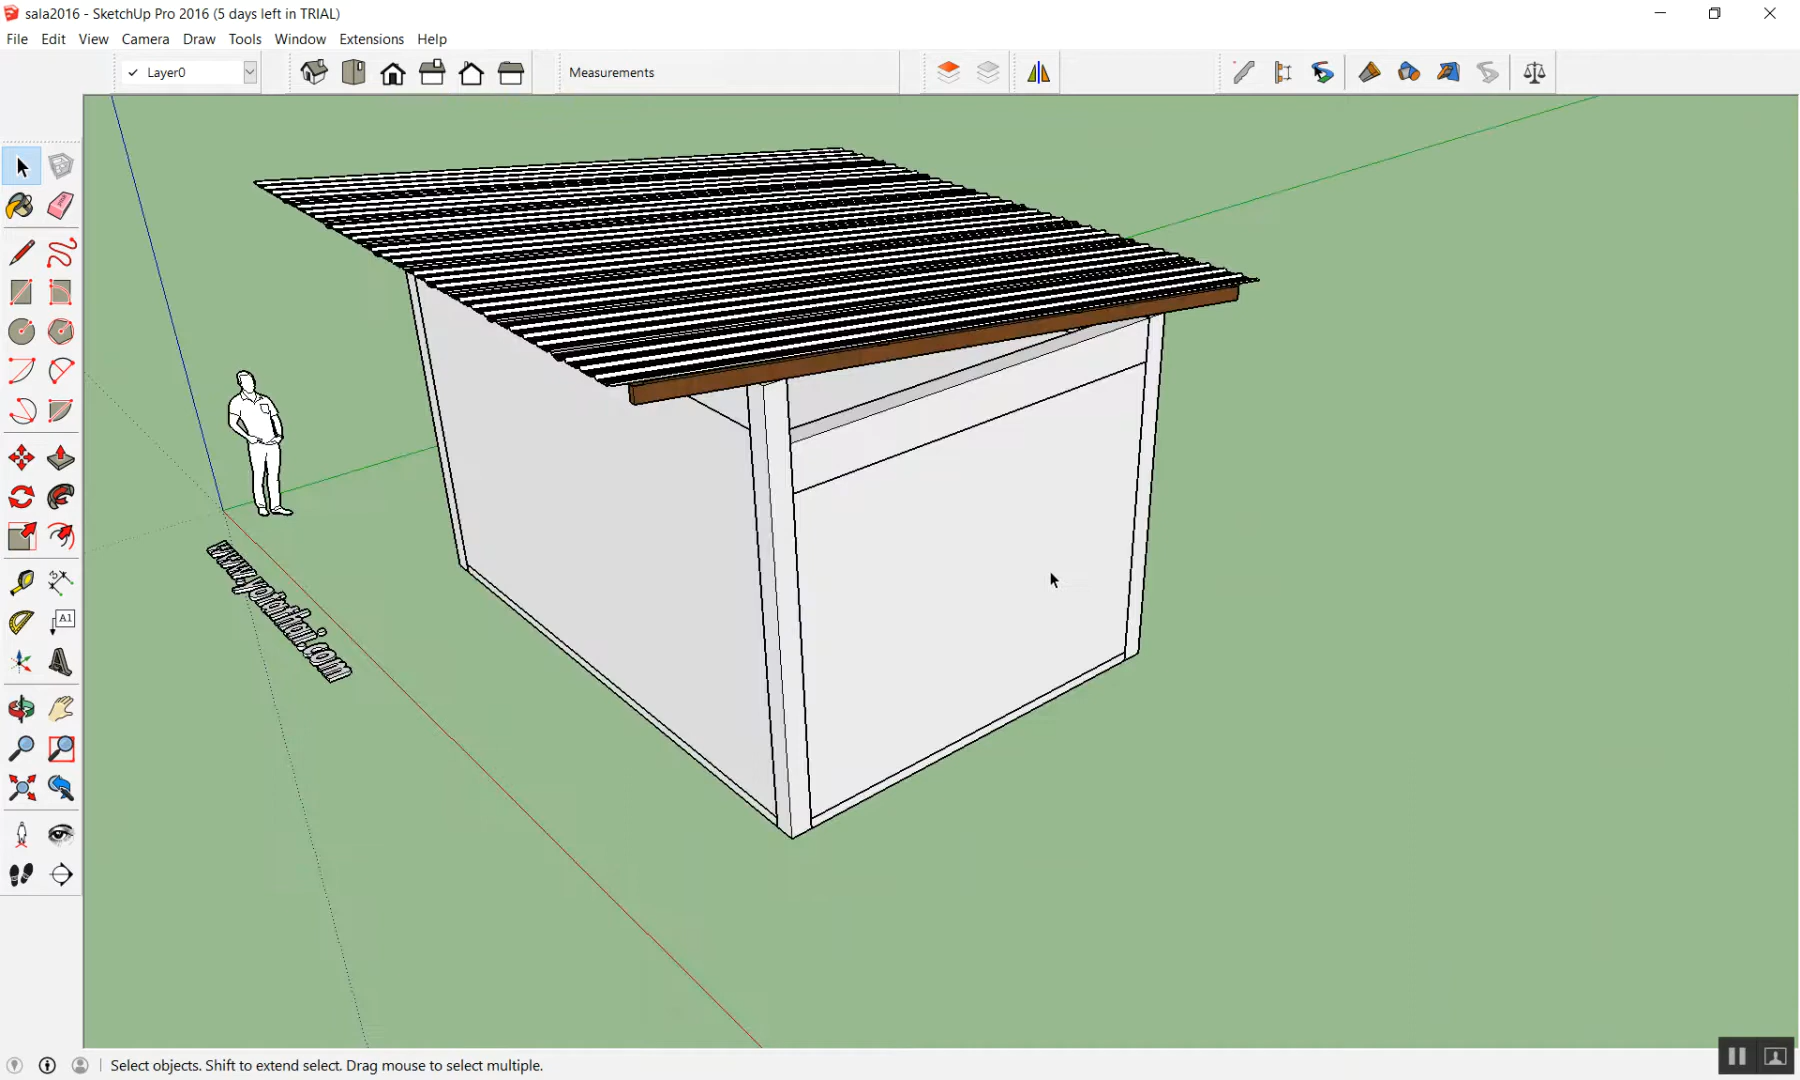 sala2016 - SketchUp Pro 2016 (5 days left in TRIAL)
File Edit View Camera Draw Tools Window Extensions Help
Layer0
Measurements
A1
Select objects. Shift to extend select. Drag mouse to select multiple.